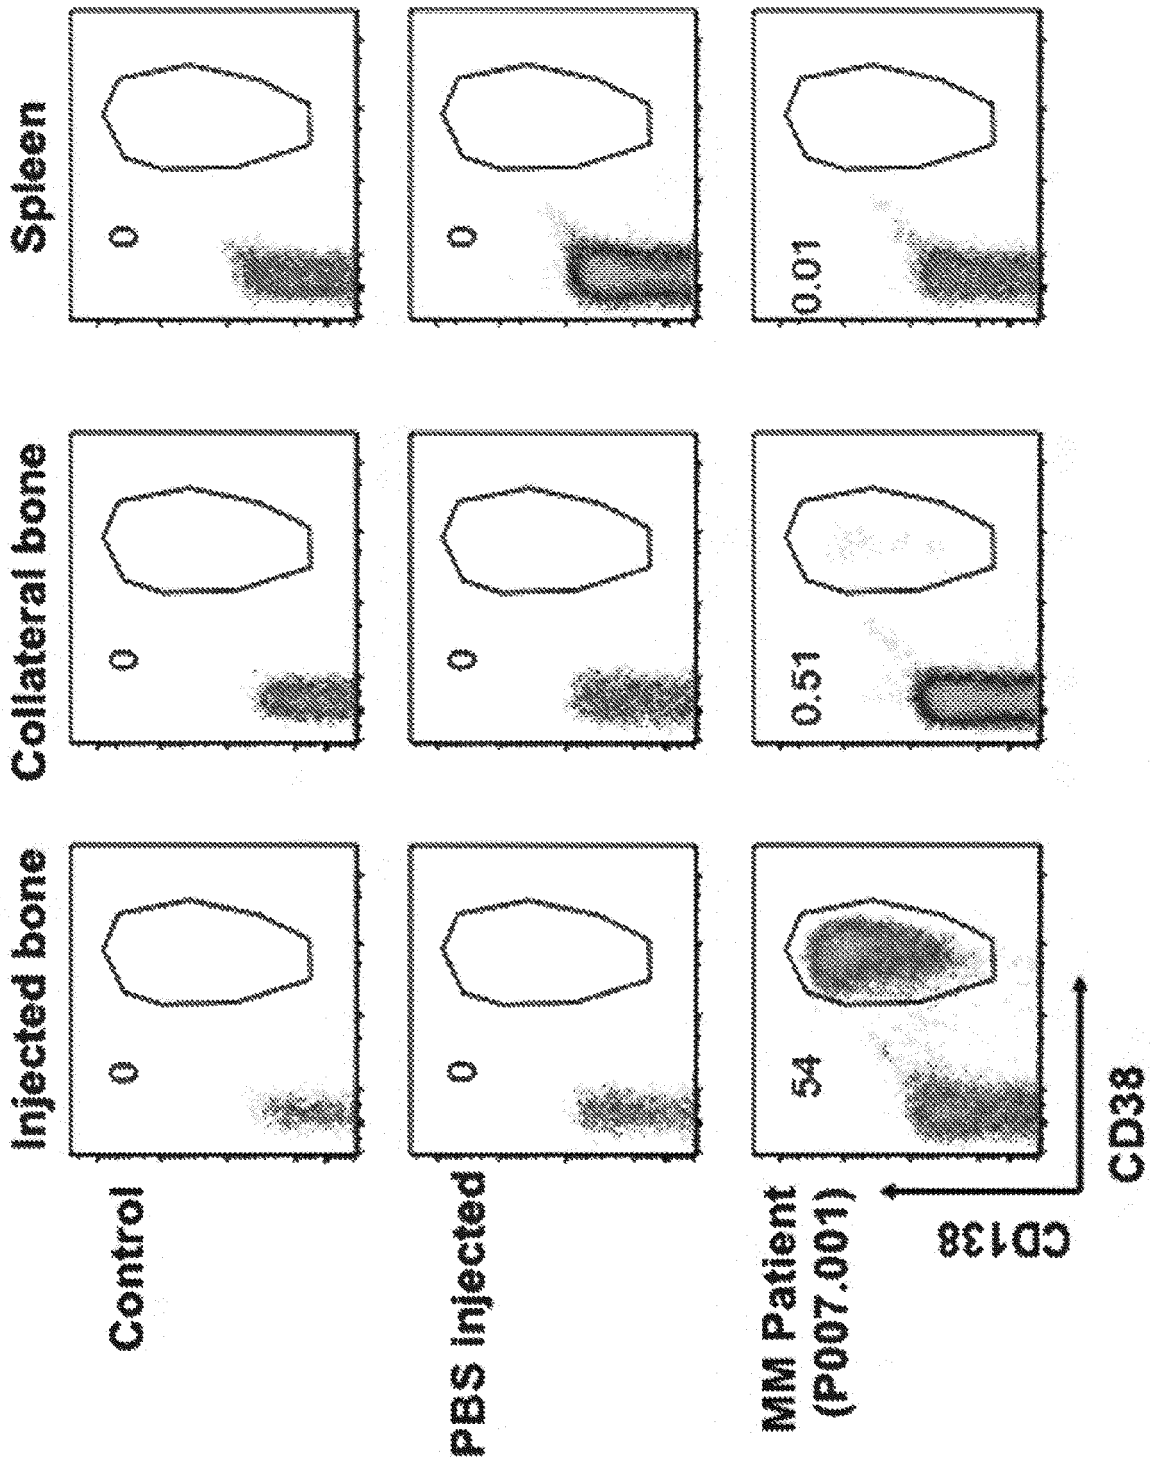 Injected bone
Collateral bone
Spleen
Control
0
0
0
PBS injected
0
0
0
MM Patient
(P007.001)
54
0.51
0.01
CD138
CD38